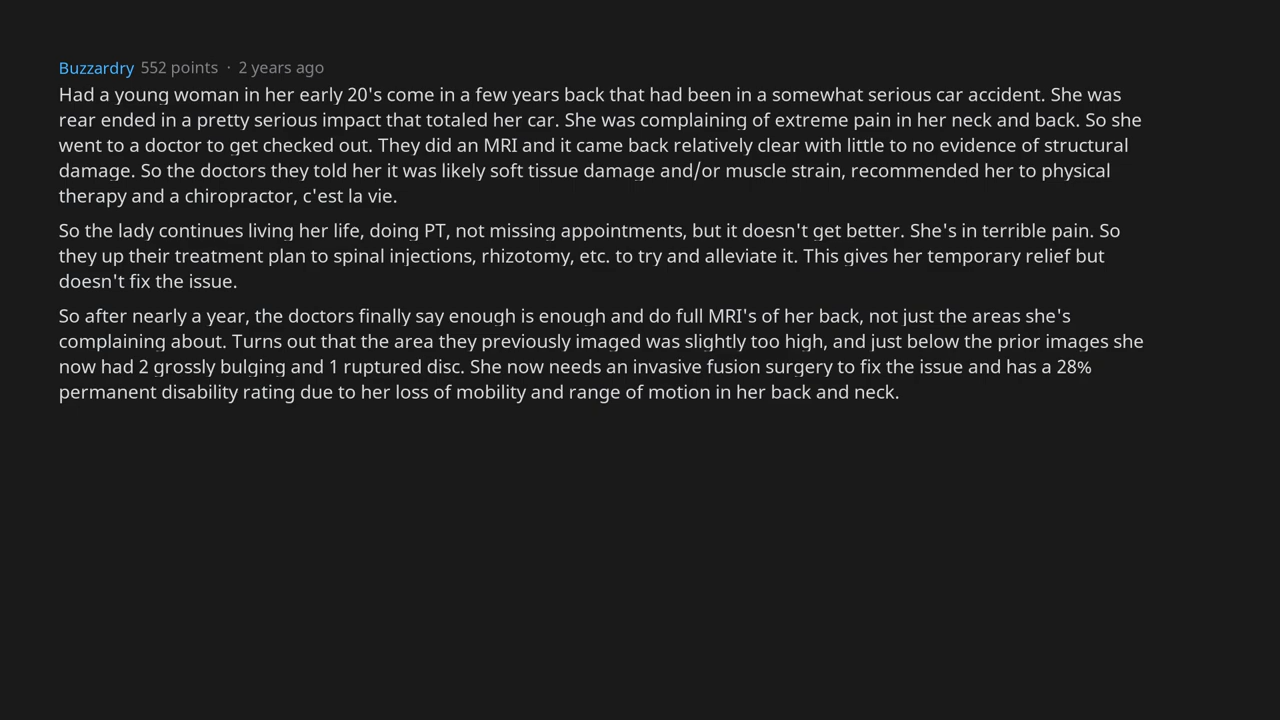 Buzzardry 552 points · 2 years ago
Had a young woman in her early 20's come in a few years back that had been in a somewhat serious car accident. She was
rear ended in a pretty serious impact that totaled her car. She was complaining of extreme pain in her neck and back. So she
went to a doctor to get checked out. They did an MRI and it came back relatively clear with little to no evidence of structural
damage. So the doctors they told her it was likely soft tissue damage and/or muscle strain, recommended her to physical
therapy and a chiropractor, c'est la vie.
So the lady continues living her life, doing PT, not missing appointments, but it doesn't get better. She's in terrible pain. So
they up their treatment plan to spinal injections, rhizotomy, etc. to try and alleviate it. This gives her temporary relief but
doesn't fix the issue.
So after nearly a year, the doctors finally say enough is enough and do full MRI's of her back, not just the areas she's
complaining about. Turns out that the area they previously imaged was slightly too high, and just below the prior images she
now had 2 grossly bulging and 1 ruptured disc. She now needs an invasive fusion surgery to fix the issue and has a 28%
permanent disability rating due to her loss of mobility and range of motion in her back and neck.